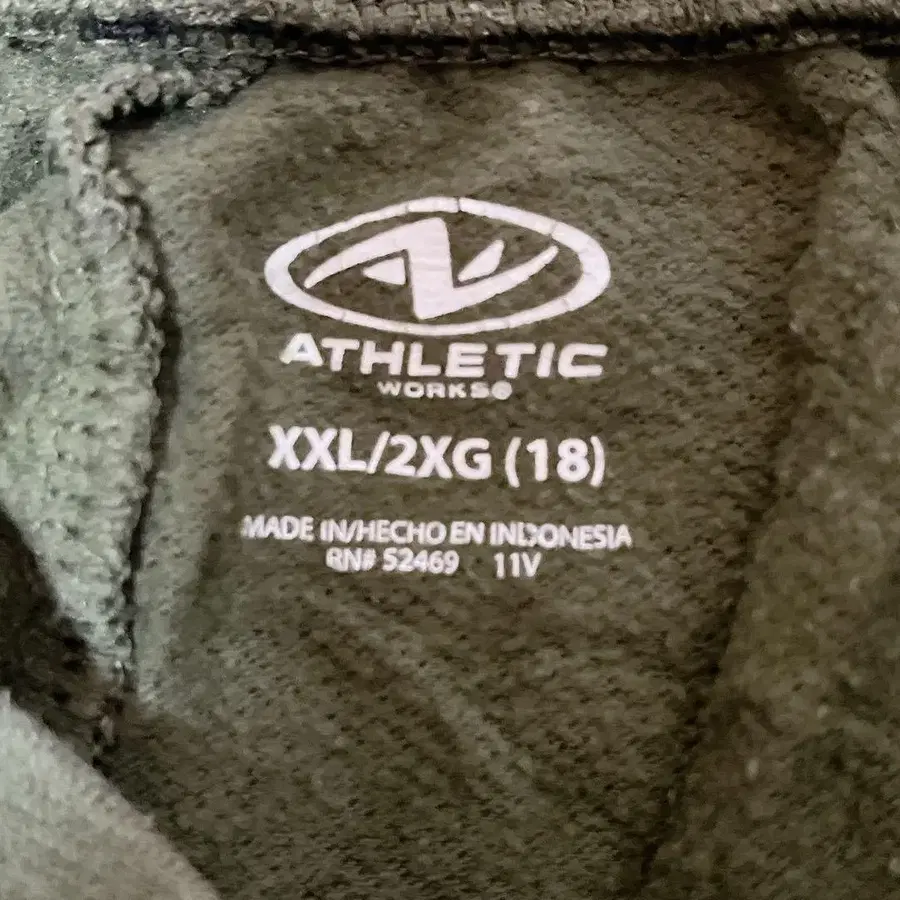 ATHLETIC
WORKS®
XXL/2XG (18)
MADE IN/HECHO EN INDONESIA
RN# 52469 11V